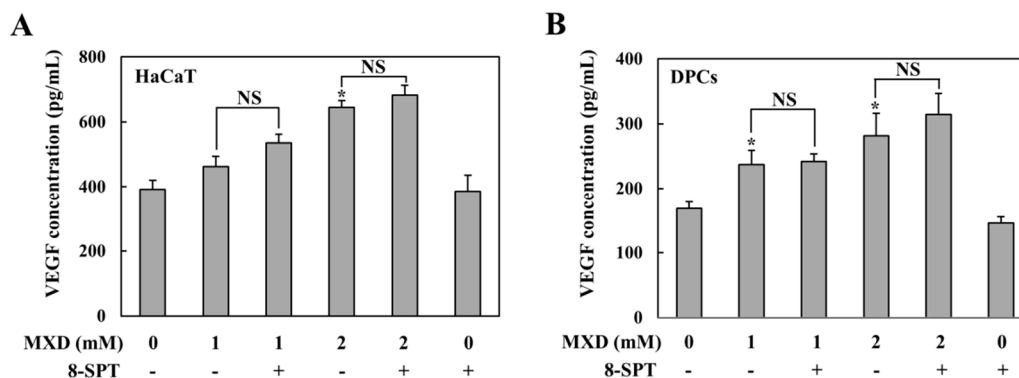 A
HaCaT
VEGF concentration (pg/mL)
800
600
400
200
0
NS
*
NS
MXD (mM) 0 1 1 2 2 0
8-SPT - - + - + +
B
DPCs
VEGF concentration (pg/mL)
400
300
200
100
0
*
NS
*
NS
MXD (mM) 0 1 1 2 2 0
8-SPT - - + - + +